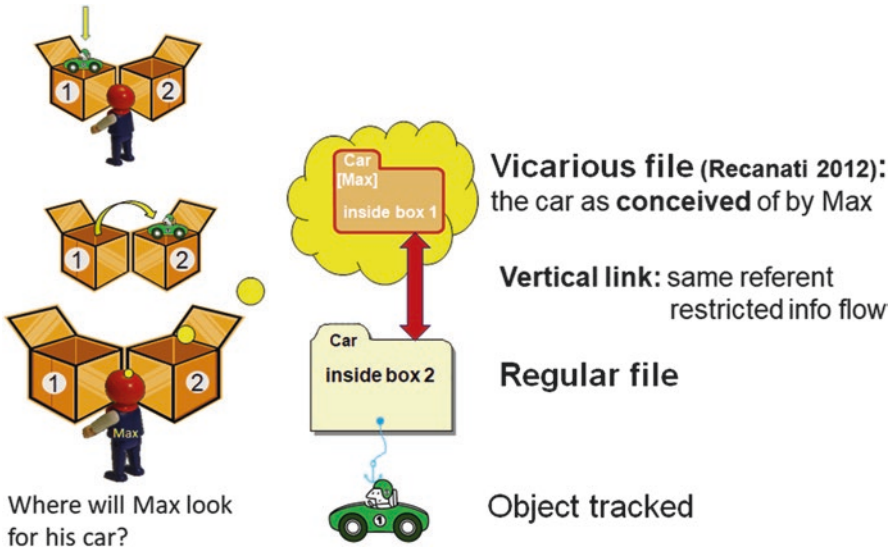 1 2
1 2
1 2
Max
Where will Max look
for his car?
Car
[Max]
inside box 1
Vicarious file (Recanati 2012):
the car as conceived of by Max
Vertical link: same referent
restricted info flow
Car
inside box 2
Regular file
1
Object tracked